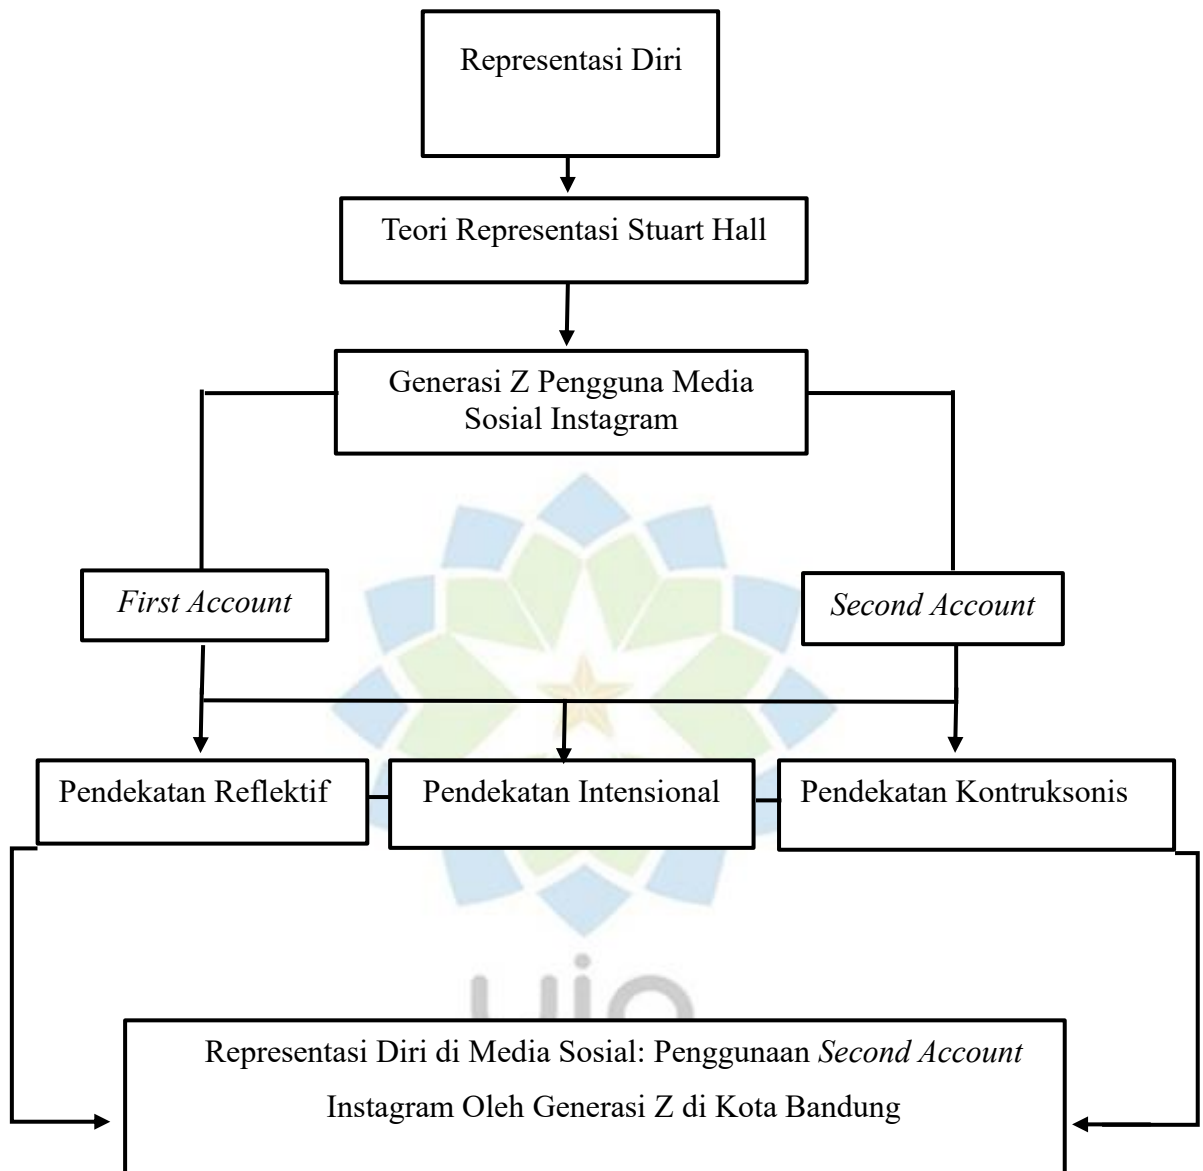 Representasi Diri
Teori Representasi Stuart Hall
Generasi Z Pengguna Media
Sosial Instagram
First Account
Second Account
Pendekatan Reflektif
Pendekatan Intensional
Pendekatan Kontruksonis
uin
Representasi Diri di Media Sosial: Penggunaan Second Account
Instagram Oleh Generasi Z di Kota Bandung